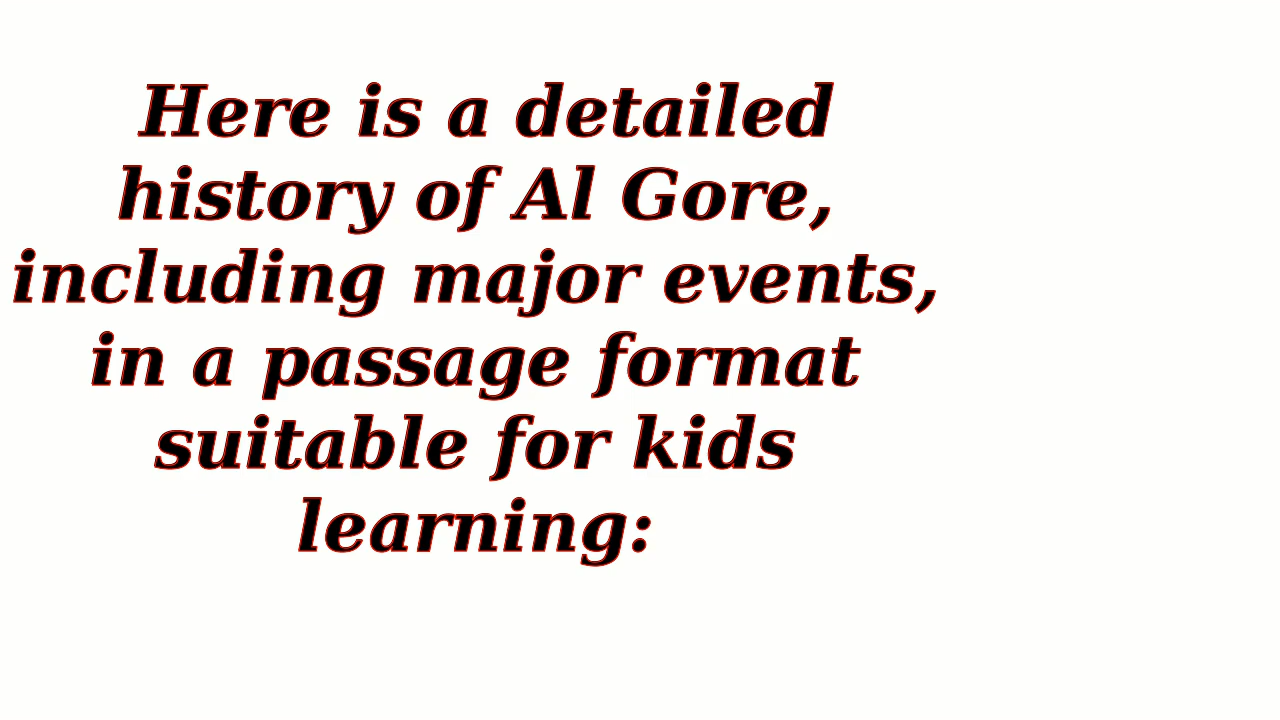 Here is a detailed
history of Al Gore,
including major events,
in a passage format
suitable for kids
learning: